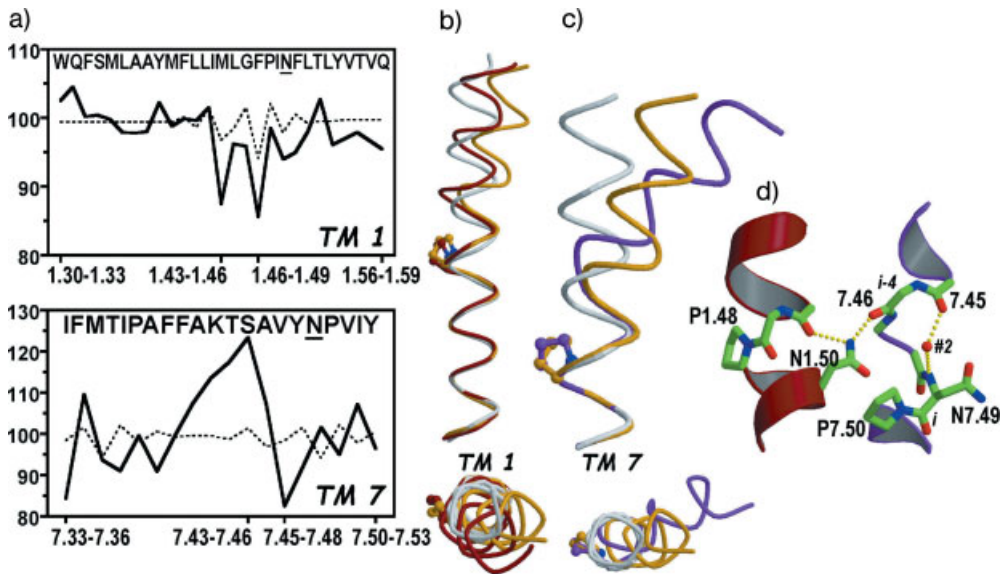 a)
110
WQFSMLAAYMFLLIMLGFPINFLTLYVTVQ
100
90
80
TM 1
1.30-1.33 1.43-1.46 1.46-1.49 1.56-1.59
130
IFMTIPAFFAKTSAVYNPVIY
120
110
100
90
80
TM 7
7.33-7.36 7.43-7.46 7.45-7.48 7.50-7.53
b)
TM 1
c)
TM 7
d)
i-4
7.46 7.45
P1.48
#2
N1.50
P7.50 i N7.49